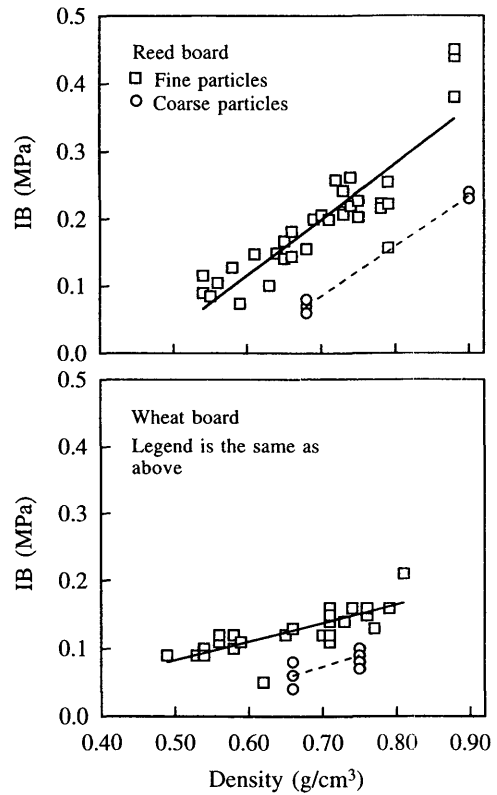 0.5
Reed board
Fine particles
Coarse particles
0.4
0.3
0.2
0.1
0.0
IB (MPa)
0.5
Wheat board
Legend is the same as
above
0.4
0.3
0.2
0.1
0.0
IB (MPa)
0.40 0.50 0.60 0.70 0.80 0.90
Density (g/cm³)